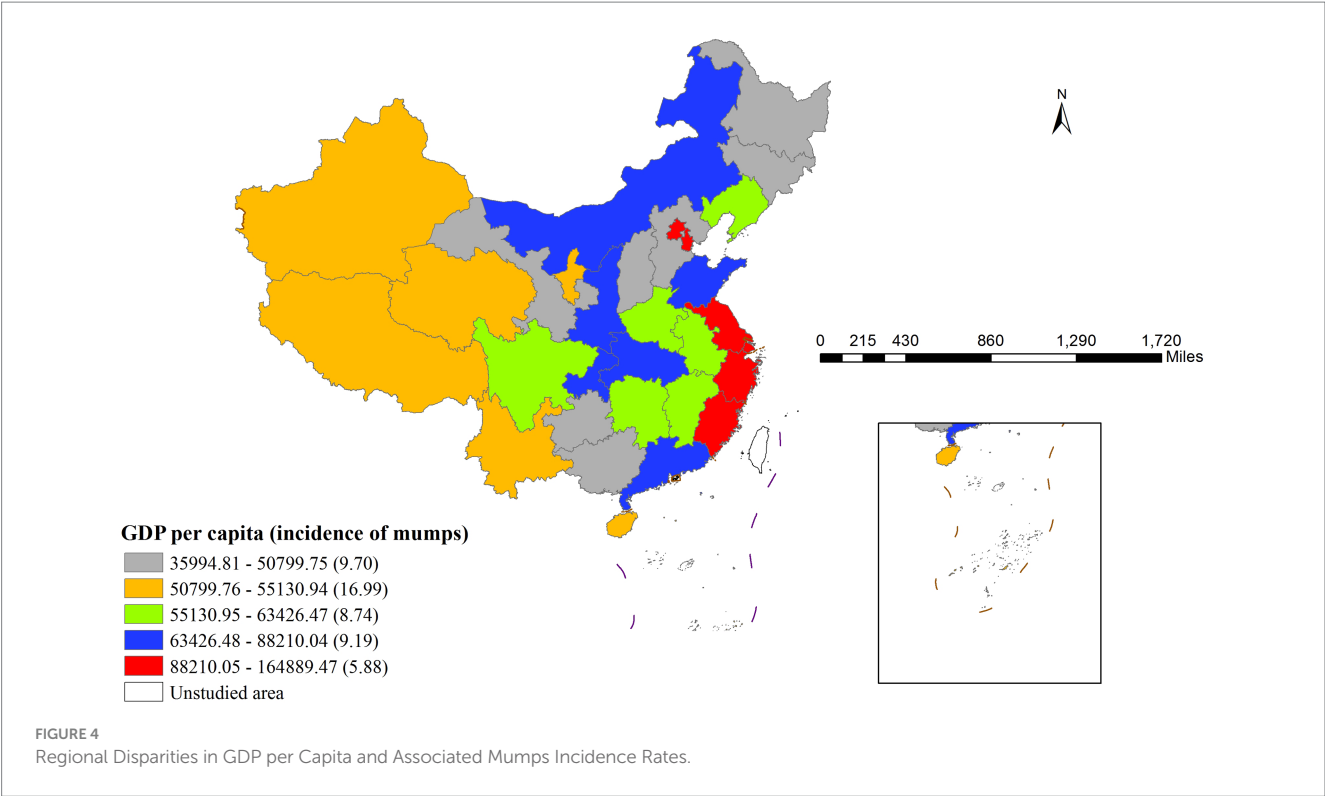 N
0 215 430 860 1,290 1,720
Miles
GDP per capita (incidence of mumps)
35994.81 - 50799.75 (9.70)
50799.76 - 55130.94 (16.99)
55130.95 - 63426.47 (8.74)
63426.48 - 88210.04 (9.19)
88210.05 - 164889.47 (5.88)
Unstudied area
FIGURE 4
Regional Disparities in GDP per Capita and Associated Mumps Incidence Rates.